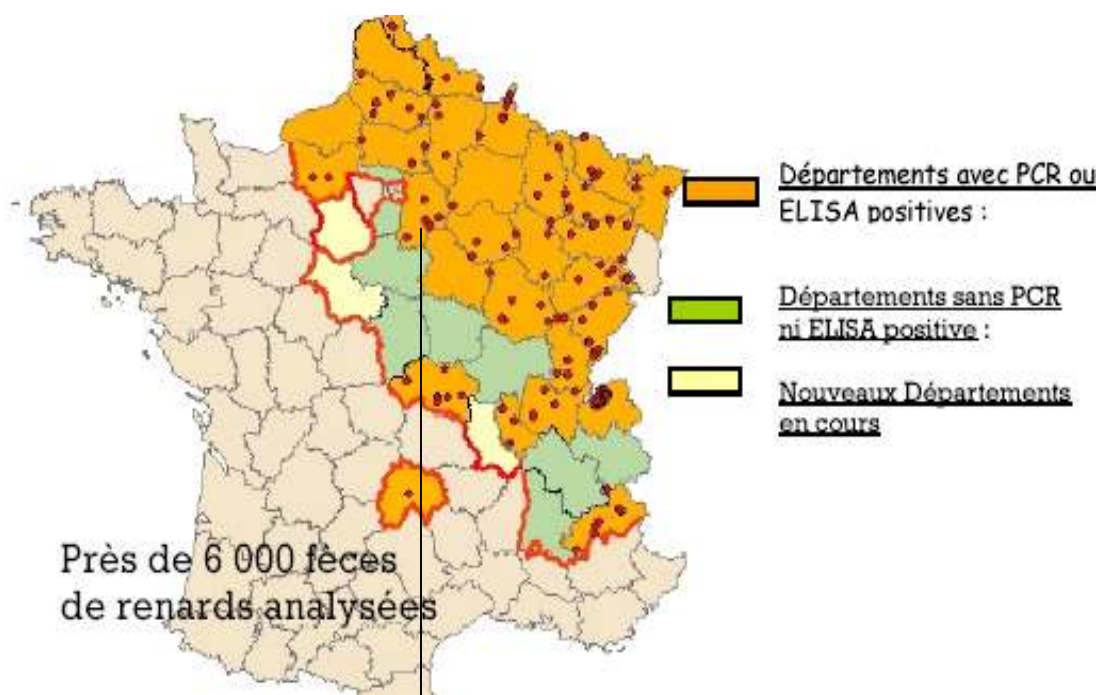 Départements avec PCR ou
ELISA positives :
Départements sans PCR
ni ELISA positive :
Nouveaux Départements
en cours
Près de 6 000 fèces
de renards analysées